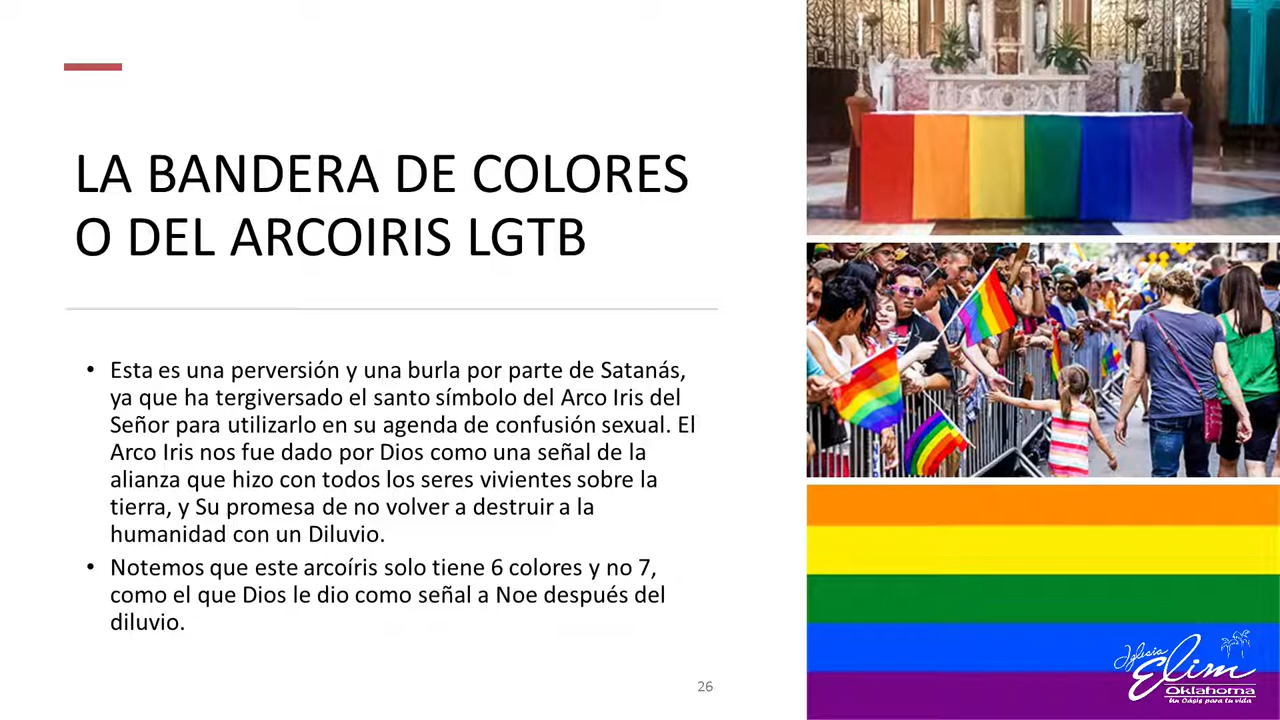 LA BANDERA DE COLORES
O DEL ARCOIRIS LGTB
• Esta es una perversión y una burla por parte de Satanás,
ya que ha tergiversado el santo símbolo del Arco Iris del
Señor para utilizarlo en su agenda de confusión sexual. El
Arco Iris nos fue dado por Dios como una señal de la
alianza que hizo con todos los seres vivientes sobre la
tierra, y Su promesa de no volver a destruir a la
humanidad con un Diluvio.
• Notemos que este arcoíris solo tiene 6 colores y no 7,
como el que Dios le dio como señal a Noe después del
diluvio.
26
Iglesia
Elim
Oklahoma
Un Oásis para tu vida